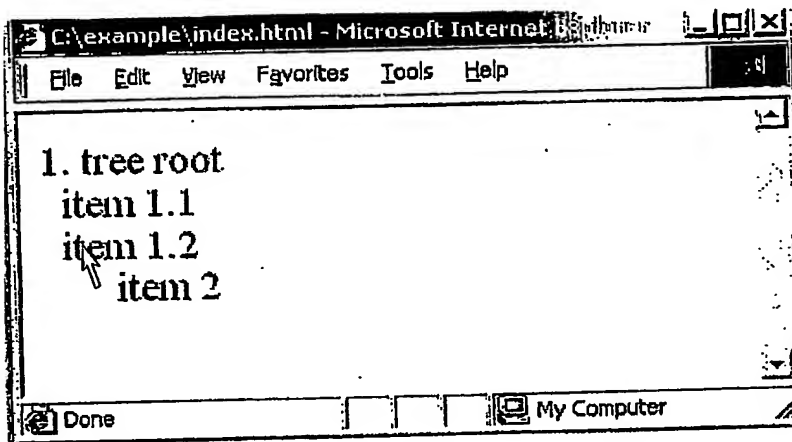 C:\example\index.html - Microsoft Internet
File Edit View Favorites Tools Help
1. tree root
item 1.1
item 1.2
item 2
Done My Computer